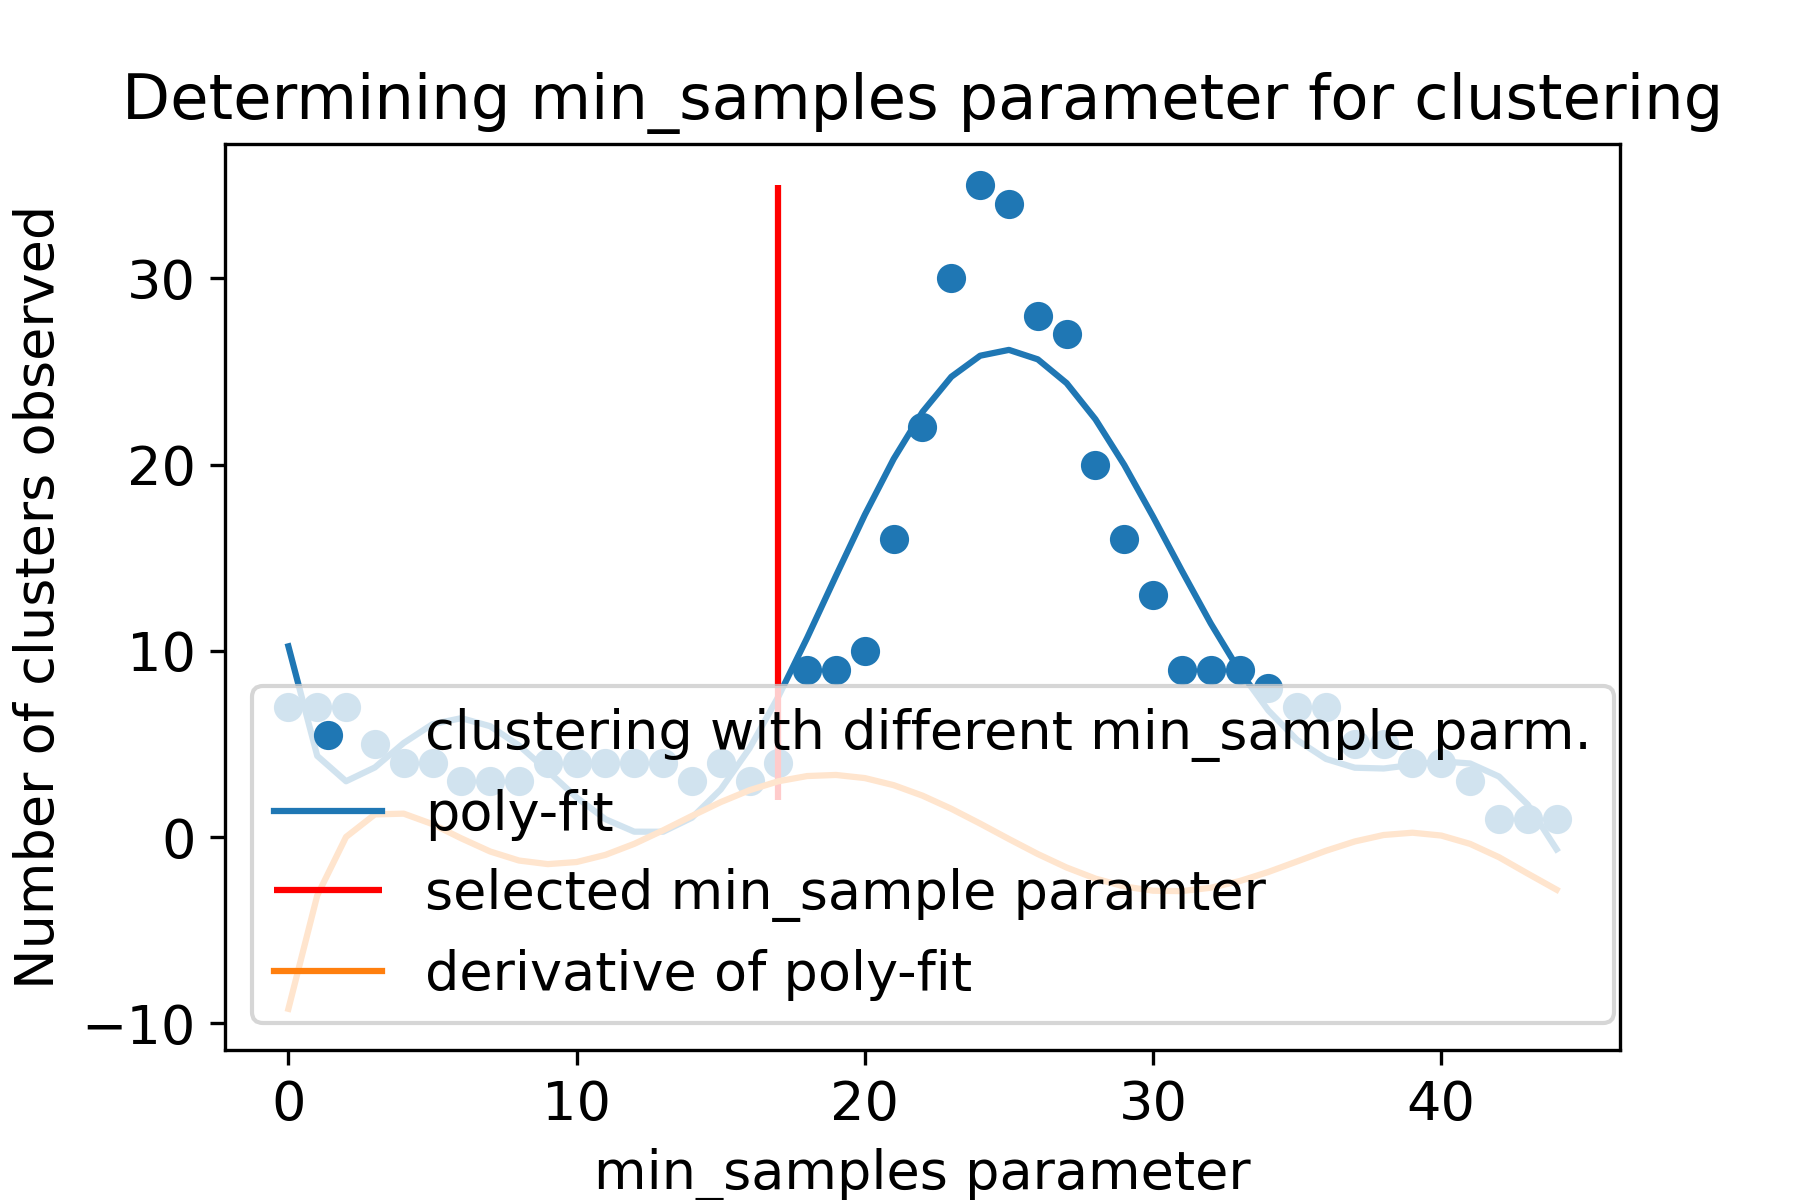 Determining min_samples parameter for clustering
Number of clusters observed
30
20
10
0
−10
clustering with different min_sample parm.
poly-fit
selected min_sample paramter
derivative of poly-fit
0 10 20 30 40
min_samples parameter